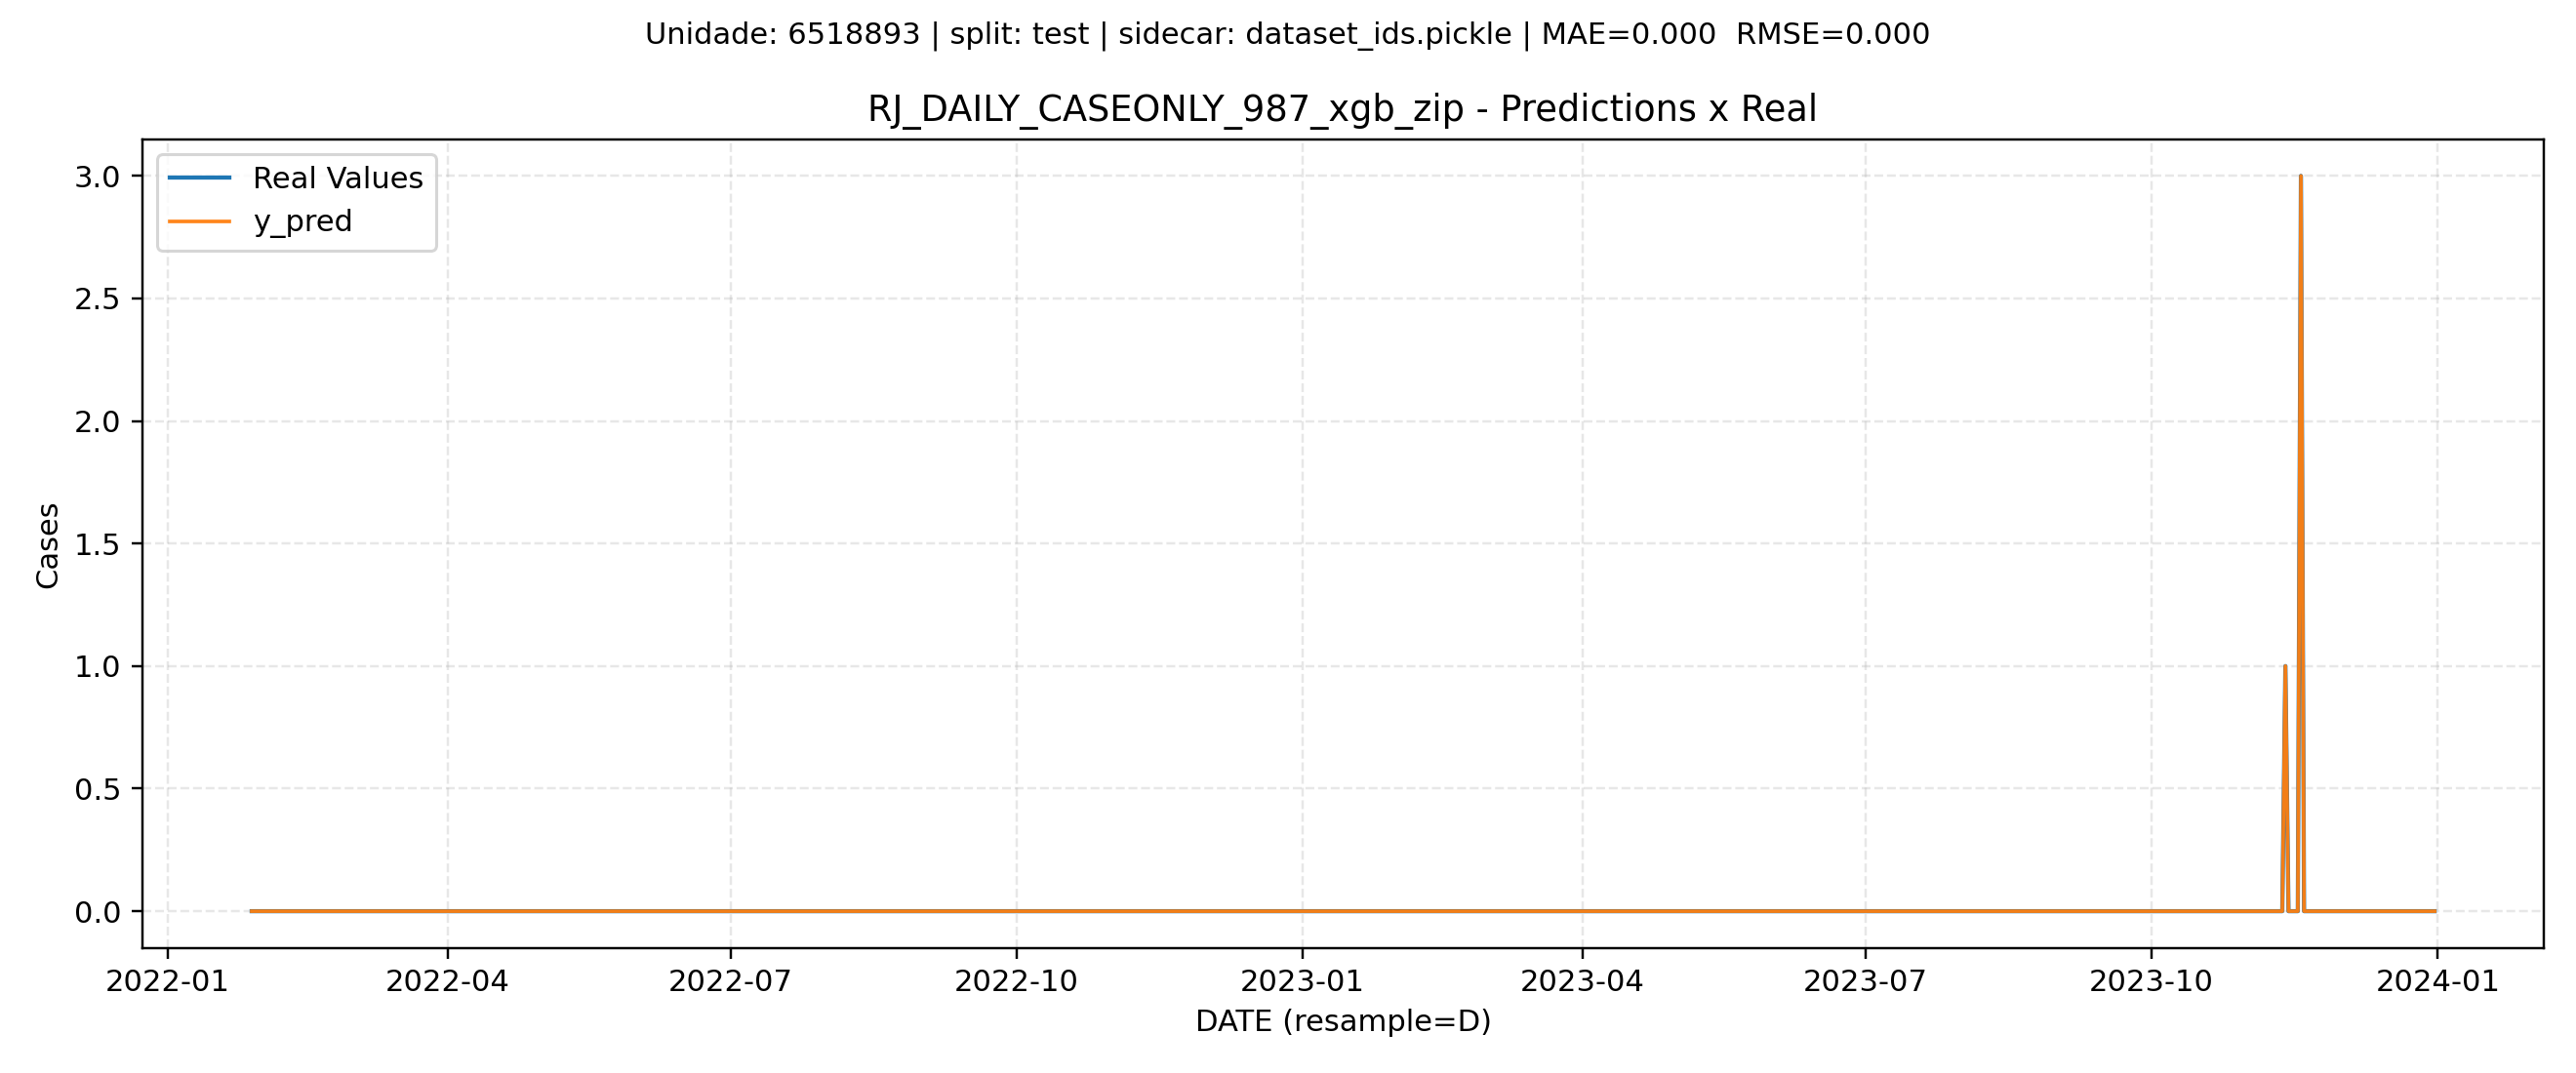 Unidade: 6518893 | split: test | sidecar: dataset_ids.pickle | MAE=0.000  RMSE=0.000
RJ_DAILY_CASEONLY_987_xgb_zip - Predictions x Real
Real Values
y_pred
Cases
3.0
2.5
2.0
1.5
1.0
0.5
0.0
2022-01
2022-04
2022-07
2022-10
2023-01
2023-04
2023-07
2023-10
2024-01
DATE (resample=D)